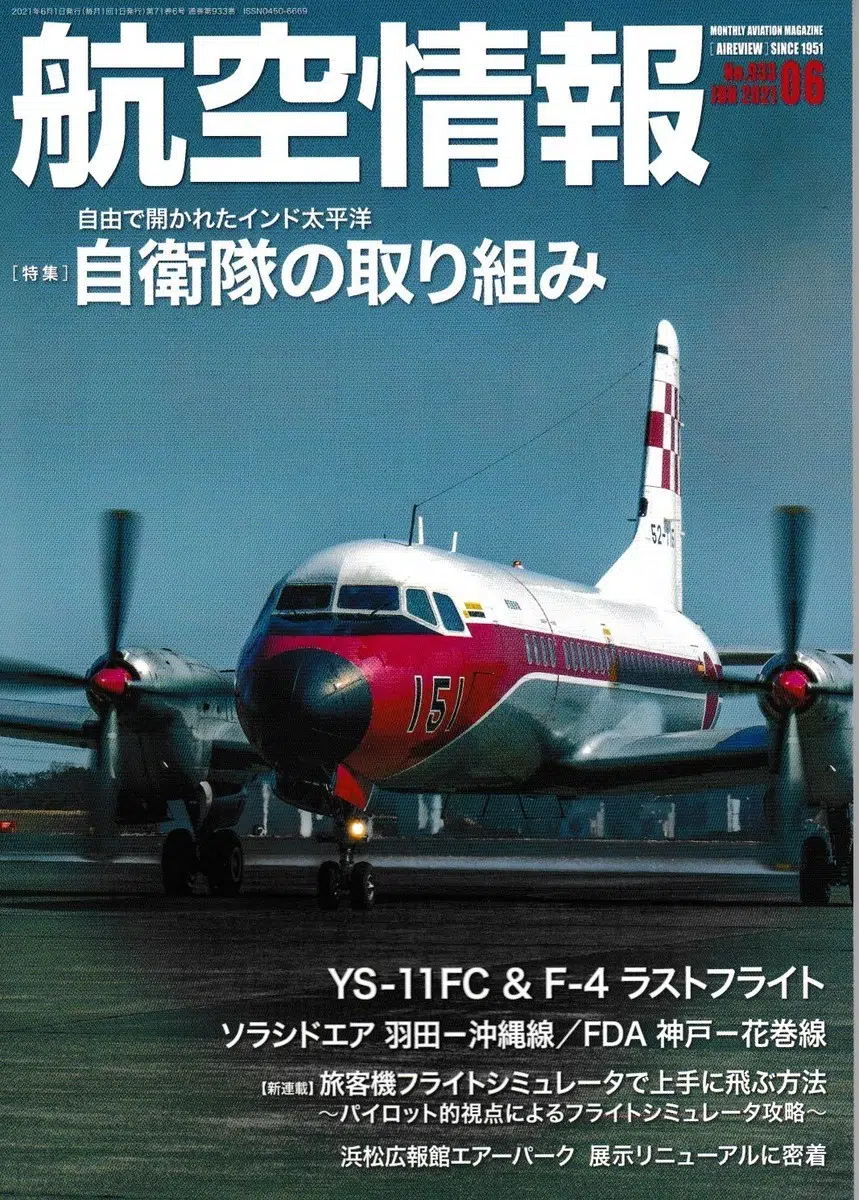 2021年6月1日発行(毎月1回1日発行)第71巻6号 通巻第933号 ISSN0450-6669
航空情報
MONTHLY AVIATION MAGAZINE
[AIREVIEW] SINCE 1951
No.933
JUN 2021 06
自由で開かれたインド太平洋
[特集] 自衛隊の取り組み
52-115
151
YS-11FC & F-4 ラストフライト
ソラシドエア 羽田ー沖縄線/FDA 神戸ー花巻線
【新連載】旅客機フライトシミュレータで上手に飛ぶ方法
〜パイロット的視点によるフライトシミュレータ攻略〜
浜松広報館エアーパーク 展示リニューアルに密着